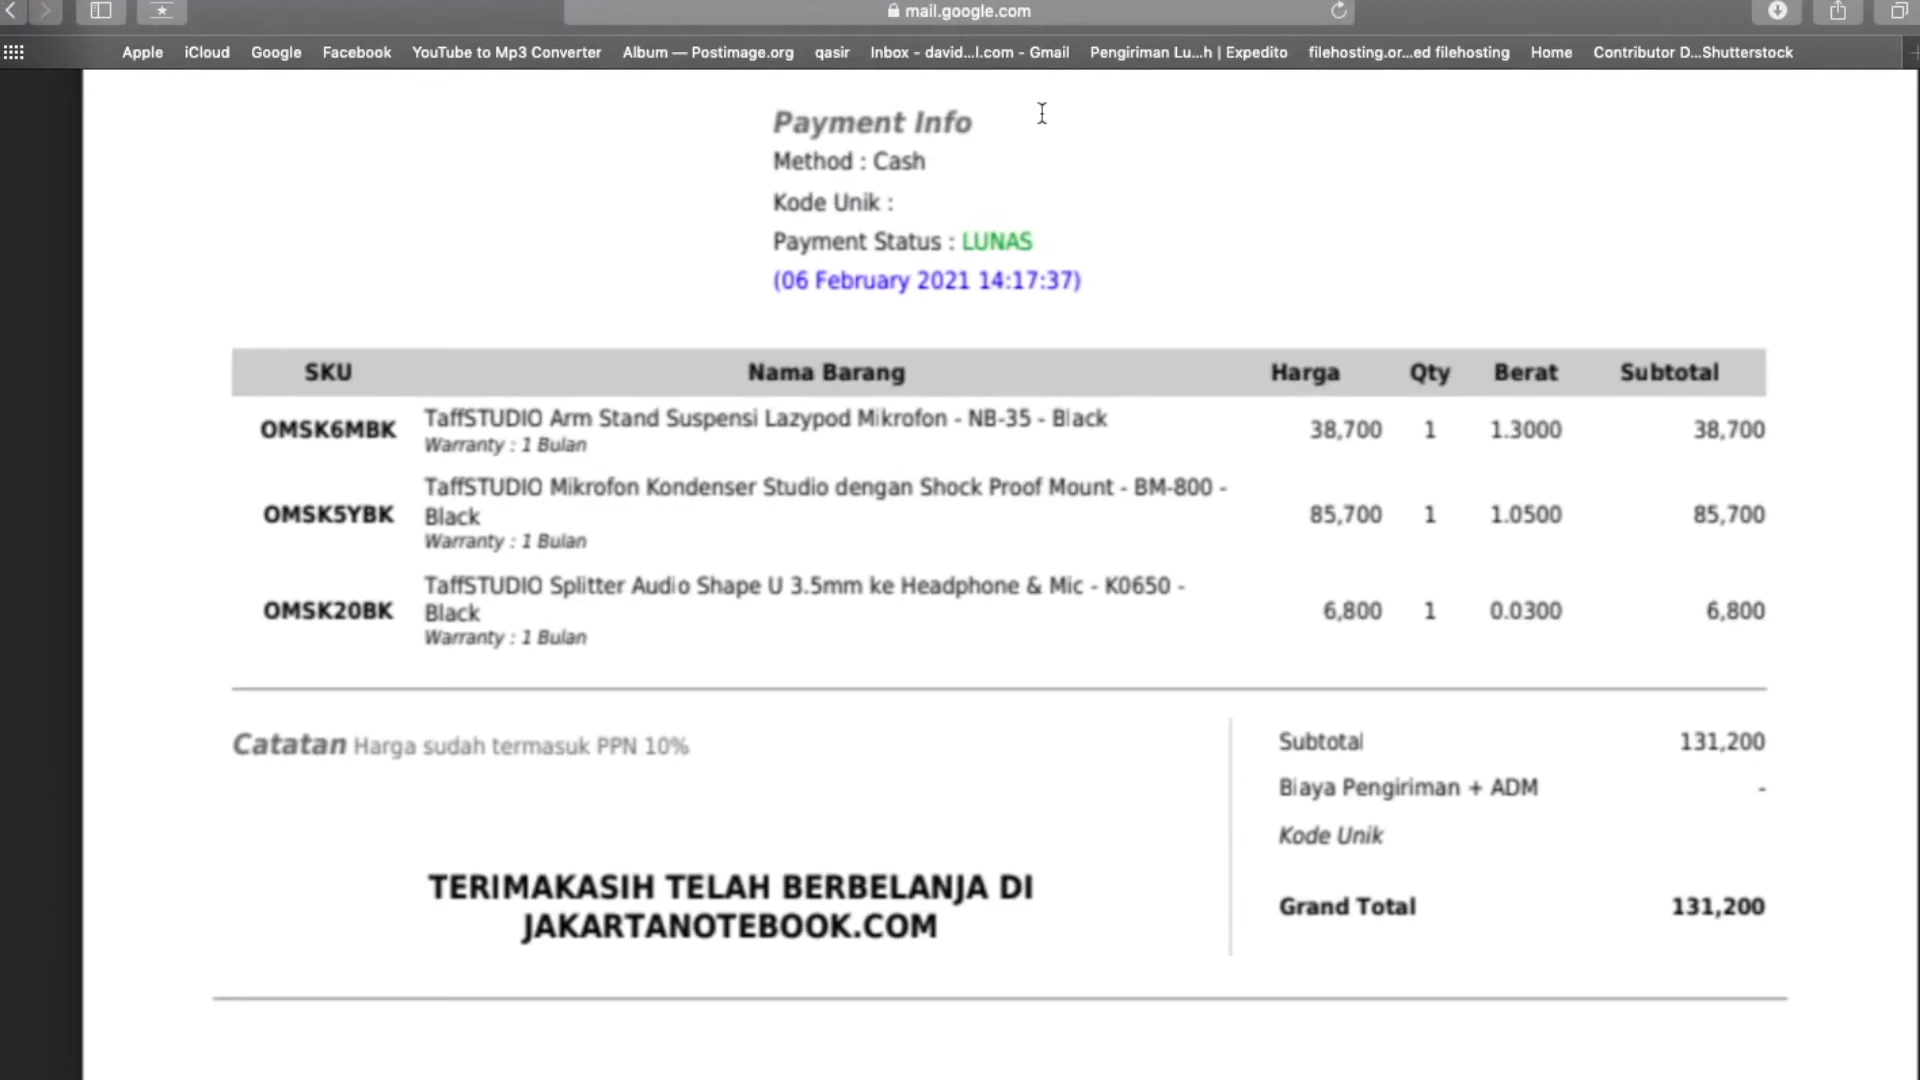 mail.google.com
Apple iCloud Google Facebook YouTube to Mp3 Converter Album — Postimage.org qasir Inbox - david...l.com - Gmail Pengiriman Lu...h | Expedito filehosting.or...ed filehosting Home Contributor D...Shutterstock
Payment Info
Method : Cash
Kode Unik :
Payment Status : LUNAS
(06 February 2021 14:17:37)
SKU Nama Barang Harga Qty Berat Subtotal
OMSK6MBK TaffSTUDIO Arm Stand Suspensi Lazypod Mikrofon - NB-35 - Black 38,700 1 1.3000 38,700
Warranty : 1 Bulan
TaffSTUDIO Mikrofon Kondenser Studio dengan Shock Proof Mount - BM-800 -
OMSK5YBK Black 85,700 1 1.0500 85,700
Warranty : 1 Bulan
TaffSTUDIO Splitter Audio Shape U 3.5mm ke Headphone & Mic - K0650 -
OMSK20BK Black 6,800 1 0.0300 6,800
Warranty : 1 Bulan
Catatan Harga sudah termasuk PPN 10%
Subtotal 131,200
Biaya Pengiriman + ADM -
Kode Unik
TERIMAKASIH TELAH BERBELANJA DI
JAKARTANOTEBOOK.COM
Grand Total 131,200